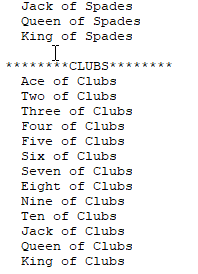 Jack of Spades
Queen of Spades
King of Spades
********CLUBS********
Ace of Clubs
Two of Clubs
Three of Clubs
Four of Clubs
Five of Clubs
Six of Clubs
Seven of Clubs
Eight of Clubs
Nine of Clubs
Ten of Clubs
Jack of Clubs
Queen of Clubs
King of Clubs